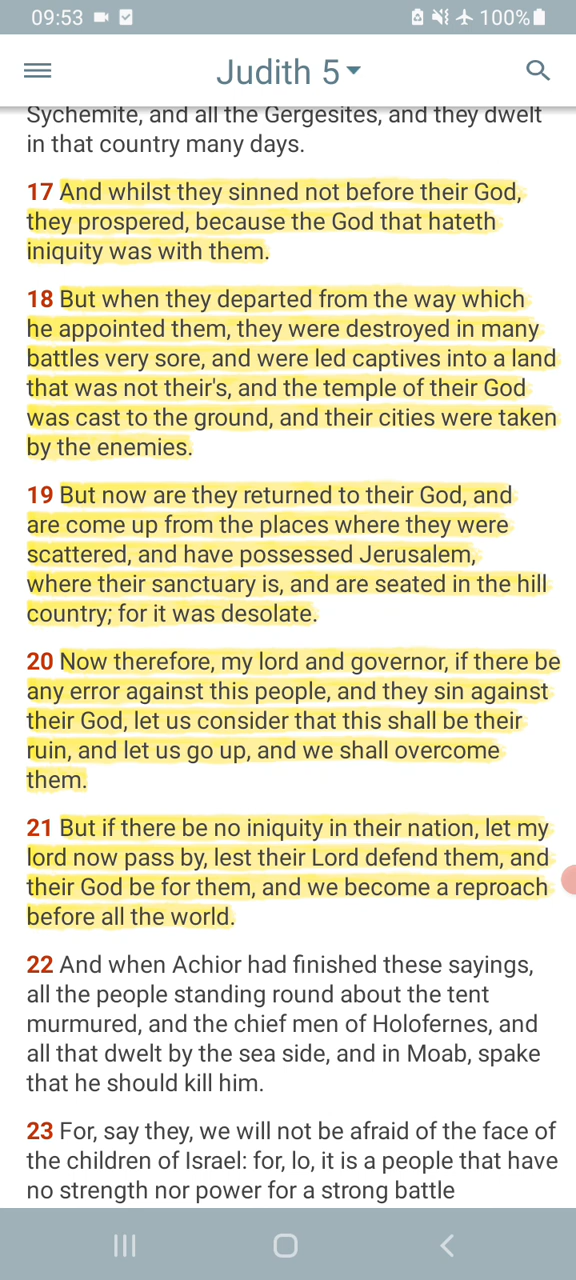 09:53 100%
Judith 5
Sychemite, and all the Gergesites, and they dwelt
in that country many days.
17 And whilst they sinned not before their God,
they prospered, because the God that hateth
iniquity was with them.
18 But when they departed from the way which
he appointed them, they were destroyed in many
battles very sore, and were led captives into a land
that was not their's, and the temple of their God
was cast to the ground, and their cities were taken
by the enemies.
19 But now are they returned to their God, and
are come up from the places where they were
scattered, and have possessed Jerusalem,
where their sanctuary is, and are seated in the hill
country; for it was desolate.
20 Now therefore, my lord and governor, if there be
any error against this people, and they sin against
their God, let us consider that this shall be their
ruin, and let us go up, and we shall overcome
them.
21 But if there be no iniquity in their nation, let my
lord now pass by, lest their Lord defend them, and
their God be for them, and we become a reproach
before all the world.
22 And when Achior had finished these sayings,
all the people standing round about the tent
murmured, and the chief men of Holofernes, and
all that dwelt by the sea side, and in Moab, spake
that he should kill him.
23 For, say they, we will not be afraid of the face of
the children of Israel: for, lo, it is a people that have
no strength nor power for a strong battle